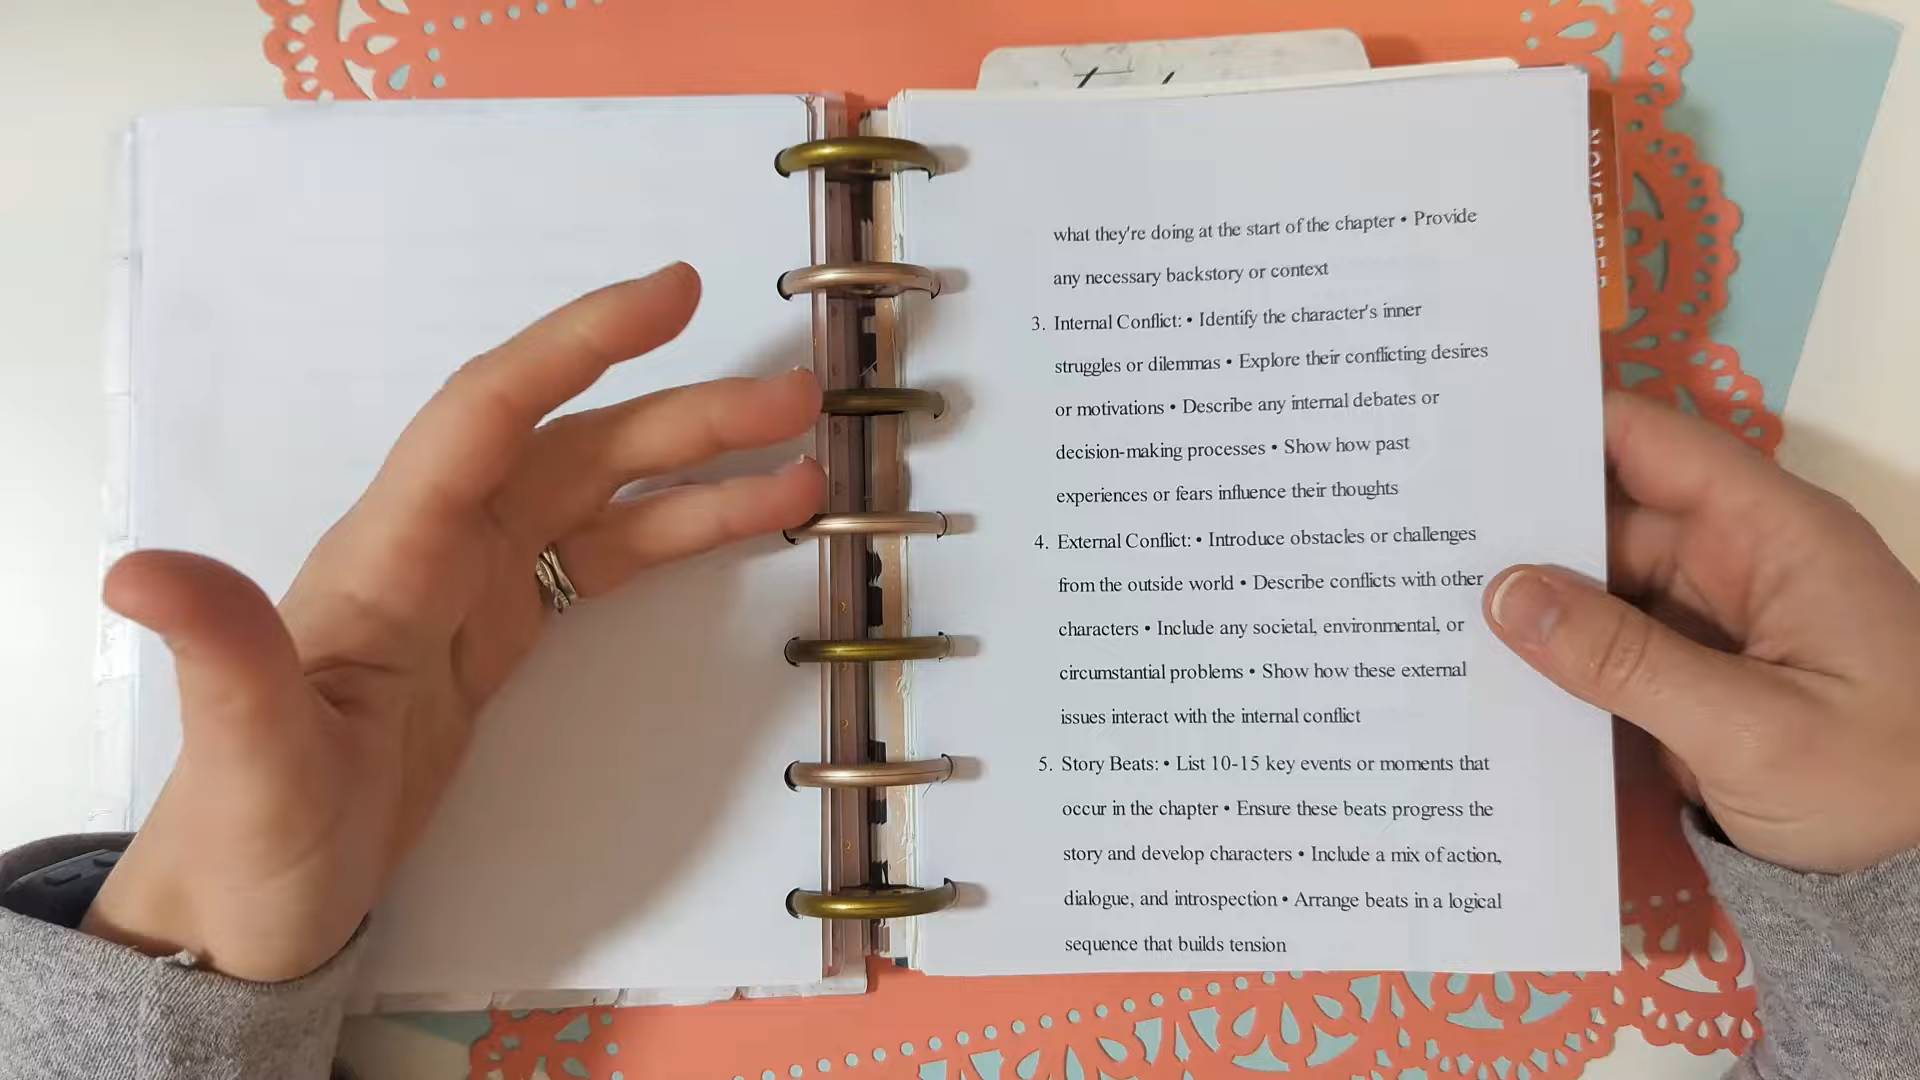 NOVEMBER
what they're doing at the start of the chapter • Provide
any necessary backstory or context
3. Internal Conflict: • Identify the character's inner
struggles or dilemmas • Explore their conflicting desires
or motivations • Describe any internal debates or
decision-making processes • Show how past
experiences or fears influence their thoughts
4. External Conflict: • Introduce obstacles or challenges
from the outside world • Describe conflicts with other
characters • Include any societal, environmental, or
circumstantial problems • Show how these external
issues interact with the internal conflict
5. Story Beats: • List 10-15 key events or moments that
occur in the chapter • Ensure these beats progress the
story and develop characters • Include a mix of action,
dialogue, and introspection • Arrange beats in a logical
sequence that builds tension